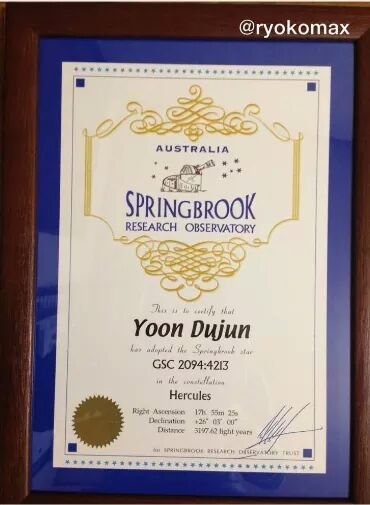 @ryokomax
AUSTRALIA
SPRINGBROOK
RESEARCH OBSERVATORY
This is to certify that
Yoon Dujun
has adopted the Springbrook star
GSC 2094:4213
in the constellation
Hercules
Right Ascension 17h. 55m 25s
Declination +26° 03' 00"
Distance 3197.62 light years
for SPRINGBROOK RESEARCH OBSERVATORY TRUST